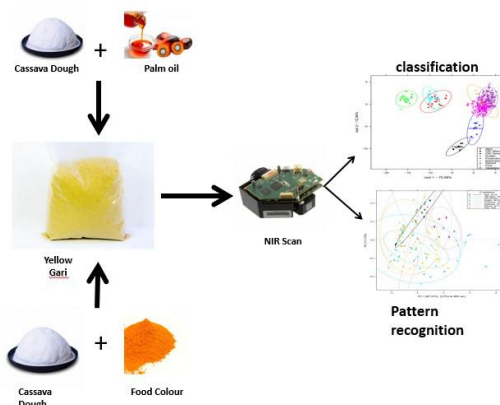 Cassava Dough
Palm oil
classification
Yellow
Gari
NIR Scan
Pattern
recognition
Cassava
Dough
Food Colour